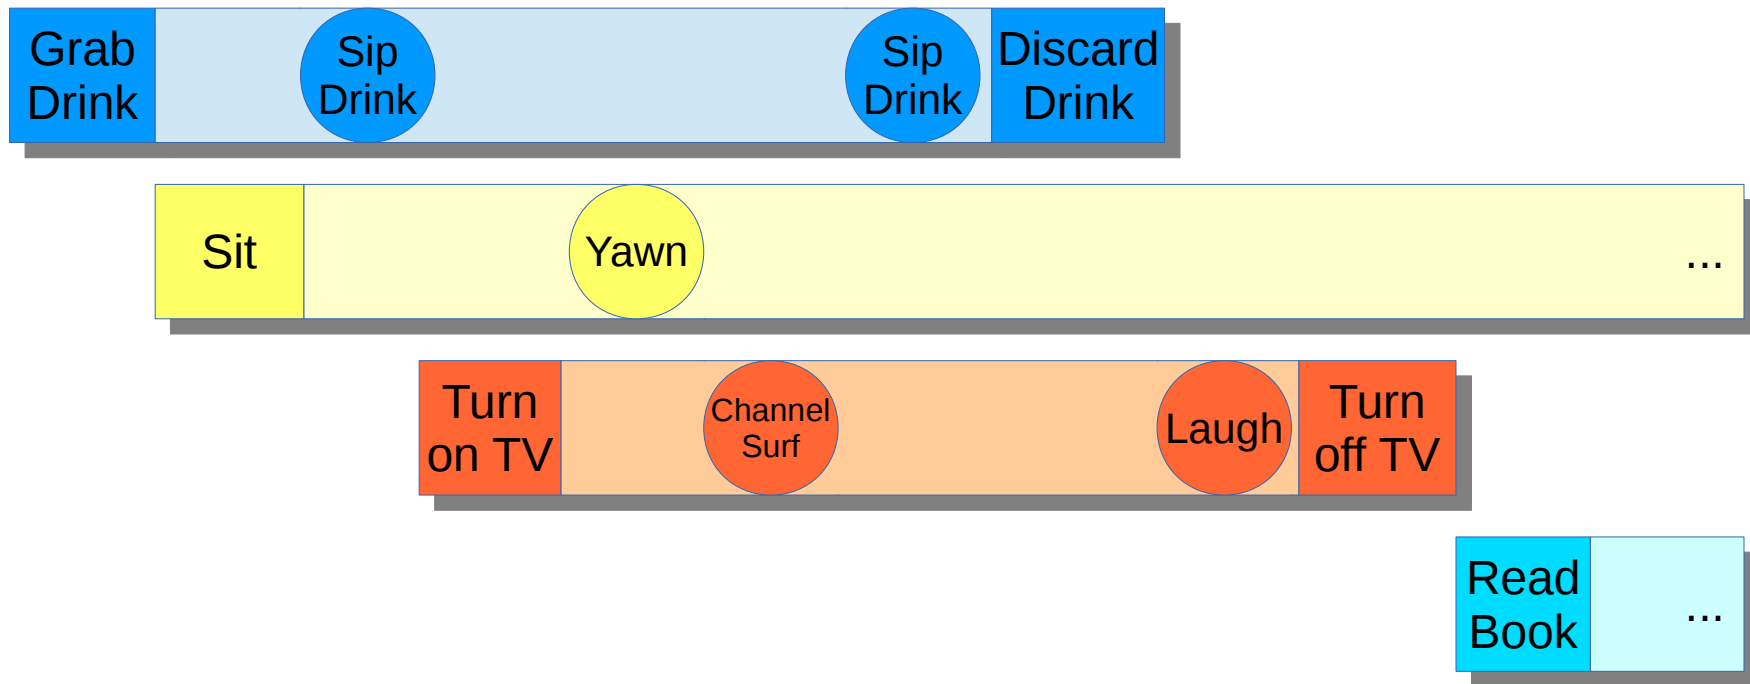 Grab
Drink
Sip
Drink
Sip
Drink
Discard
Drink
Sit
Yawn
...
Turn
on TV
Channel
Surf
Laugh
Turn
off TV
Read
Book
...